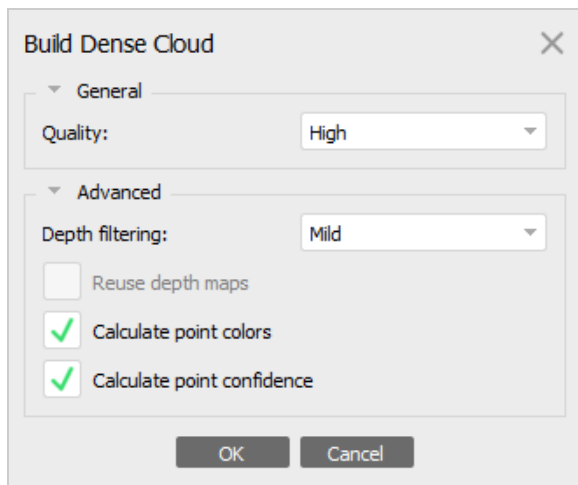 Build Dense Cloud
General
Quality: High
Advanced
Depth filtering: Mild
Reuse depth maps
Calculate point colors
Calculate point confidence
OK Cancel